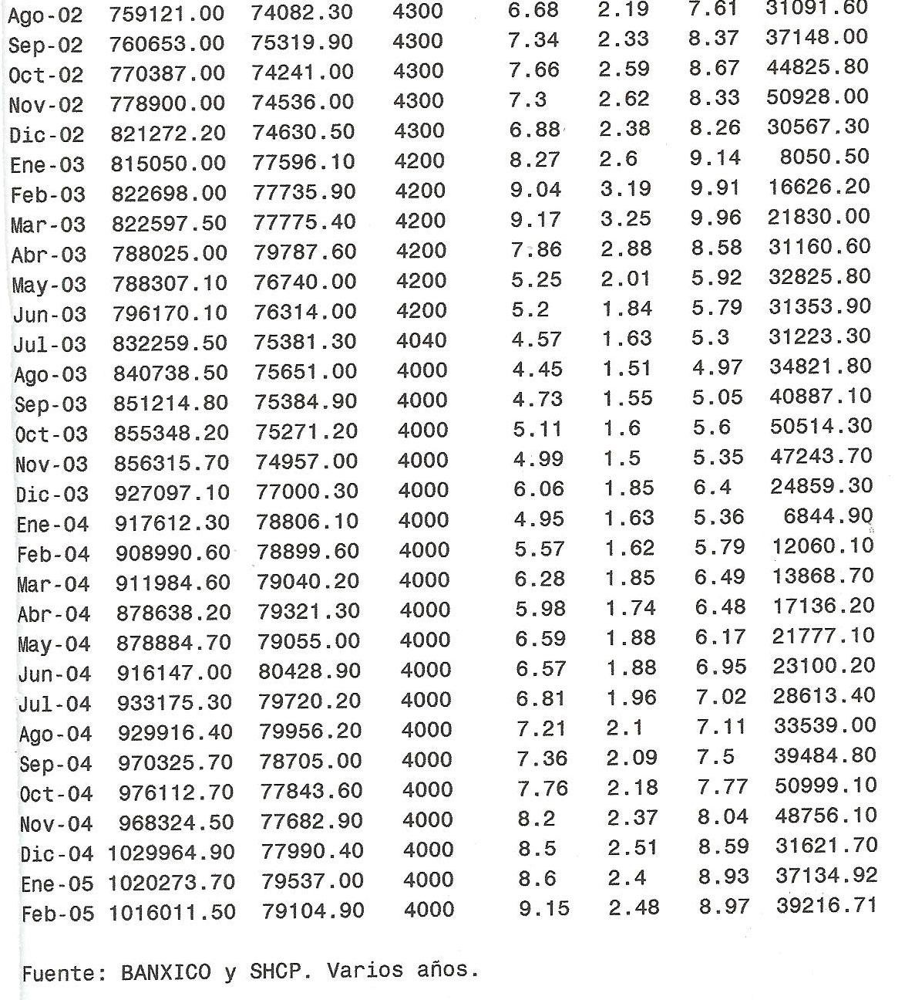 Ago-02 759121.00 74082.30 4300 6.68 2.19 7.61 31091.60
Sep-02 760653.00 75319.90 4300 7.34 2.33 8.37 37148.00
Oct-02 770387.00 74241.00 4300 7.66 2.59 8.67 44825.80
Nov-02 778900.00 74536.00 4300 7.3 2.62 8.33 50928.00
Dic-02 821272.20 74630.50 4300 6.88 2.38 8.26 30567.30
Ene-03 815050.00 77596.10 4200 8.27 2.6 9.14 8050.50
Feb-03 822698.00 77735.90 4200 9.04 3.19 9.91 16626.20
Mar-03 822597.50 77775.40 4200 9.17 3.25 9.96 21830.00
Abr-03 788025.00 79787.60 4200 7.86 2.88 8.58 31160.60
May-03 788307.10 76740.00 4200 5.25 2.01 5.92 32825.80
Jun-03 796170.10 76314.00 4200 5.2 1.84 5.79 31353.90
Jul-03 832259.50 75381.30 4040 4.57 1.63 5.3 31223.30
Ago-03 840738.50 75651.00 4000 4.45 1.51 4.97 34821.80
Sep-03 851214.80 75384.90 4000 4.73 1.55 5.05 40887.10
Oct-03 855348.20 75271.20 4000 5.11 1.6 5.6 50514.30
Nov-03 856315.70 74957.00 4000 4.99 1.5 5.35 47243.70
Dic-03 927097.10 77000.30 4000 6.06 1.85 6.4 24859.30
Ene-04 917612.30 78806.10 4000 4.95 1.63 5.36 6844.90
Feb-04 908990.60 78899.60 4000 5.57 1.62 5.79 12060.10
Mar-04 911984.60 79040.20 4000 6.28 1.85 6.49 13868.70
Abr-04 878638.20 79321.30 4000 5.98 1.74 6.48 17136.20
May-04 878884.70 79055.00 4000 6.59 1.88 6.17 21777.10
Jun-04 916147.00 80428.90 4000 6.57 1.88 6.95 23100.20
Jul-04 933175.30 79720.20 4000 6.81 1.96 7.02 28613.40
Ago-04 929916.40 79956.20 4000 7.21 2.1 7.11 33539.00
Sep-04 970325.70 78705.00 4000 7.36 2.09 7.5 39484.80
Oct-04 976112.70 77843.60 4000 7.76 2.18 7.77 50999.10
Nov-04 968324.50 77682.90 4000 8.2 2.37 8.04 48756.10
Dic-04 1029964.90 77990.40 4000 8.5 2.51 8.59 31621.70
Ene-05 1020273.70 79537.00 4000 8.6 2.4 8.93 37134.92
Feb-05 1016011.50 79104.90 4000 9.15 2.48 8.97 39216.71
Fuente: BANXICO y SHCP. Varios años.